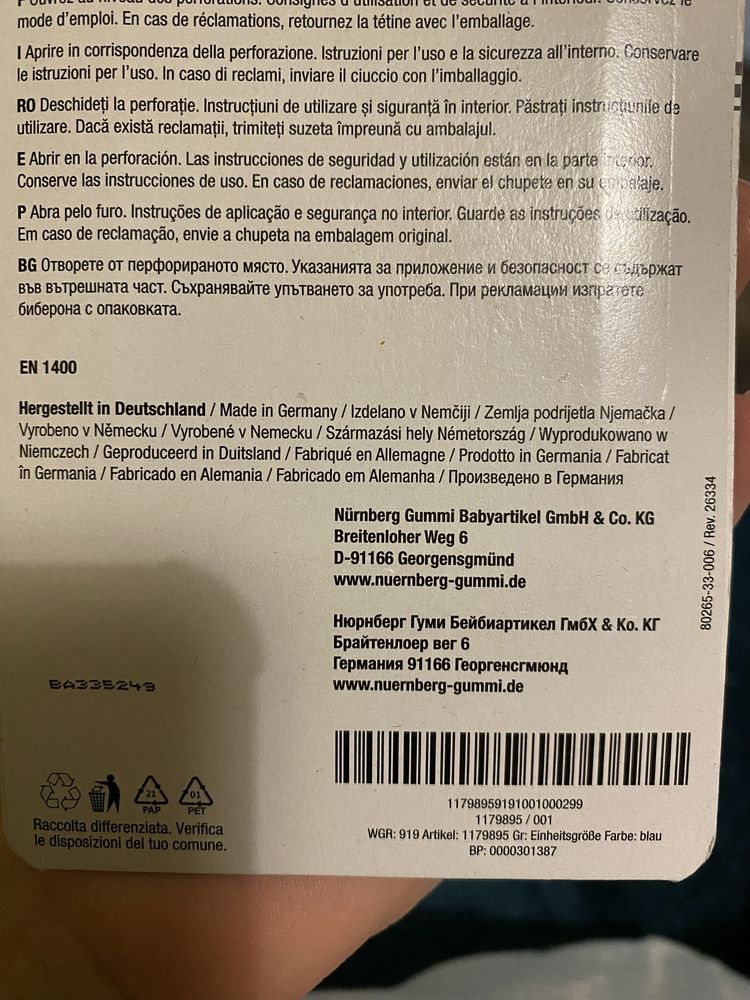 mode d'emploi. En cas de réclamations, retournez la tétine avec l'emballage.
I Aprire in corrispondenza della perforazione. Istruzioni per l'uso e la sicurezza all'interno. Conservare
le istruzioni per l'uso. In caso di reclami, inviare il ciuccio con l'imballaggio.
RO Deschideți la perforație. Instrucțiuni de utilizare și siguranță în interior. Păstrați instrucțiunile de
utilizare. Dacă există reclamații, trimiteți suzeta împreună cu ambalajul.
E Abrir en la perforación. Las instrucciones de seguridad y utilización están en la parte interior.
Conserve las instrucciones de uso. En caso de reclamaciones, enviar el chupete en su embalaje.
P Abra pelo furo. Instruções de aplicação e segurança no interior. Guarde as instruções de utilização.
Em caso de reclamação, envie a chupeta na embalagem original.
BG Отворете от перфорираното място. Указанията за приложение и безопасност се съдържат
във вътрешната част. Съхранявайте упътването за употреба. При рекламации изпратете
биберона с опаковката.
EN 1400
Hergestellt in Deutschland / Made in Germany / Izdelano v Nemčiji / Zemlja podrijetla Njemačka /
Vyrobeno v Německu / Vyrobené v Nemecku / Származási hely Németország / Wyprodukowano w
Niemczech / Geproduceerd in Duitsland / Fabriqué en Allemagne / Prodotto in Germania / Fabricat
în Germania / Fabricado en Alemania / Fabricado em Alemanha / Произведено в Германия
Nürnberg Gummi Babyartikel GmbH & Co. KG
Breitenloher Weg 6
D-91166 Georgensgmünd
www.nuernberg-gummi.de
80265-33-006 / Rev. 26334
Нюрнберг Гуми Бейбиартикел ГмбХ & Ко. КГ
Брайтенлоер вег 6
Германия 91166 Георгенсгмюнд
www.nuernberg-gummi.de
BA335249
21
PAP
01
PET
Raccolta differenziata. Verifica
le disposizioni del tuo comune.
11798959191001000299
1179895 / 001
WGR: 919 Artikel: 1179895 Gr: Einheitsgröße Farbe: blau
BP: 0000301387